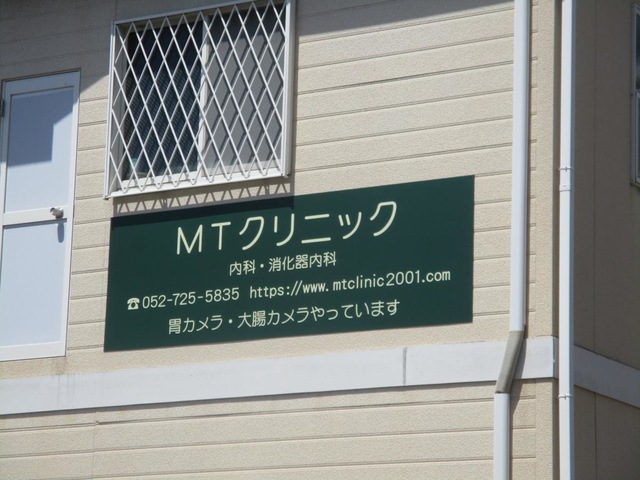 MTクリニック
内科・消化器内科
☎052-725-5835 https://www.mtclinic2001.com
胃カメラ・大腸カメラやっています